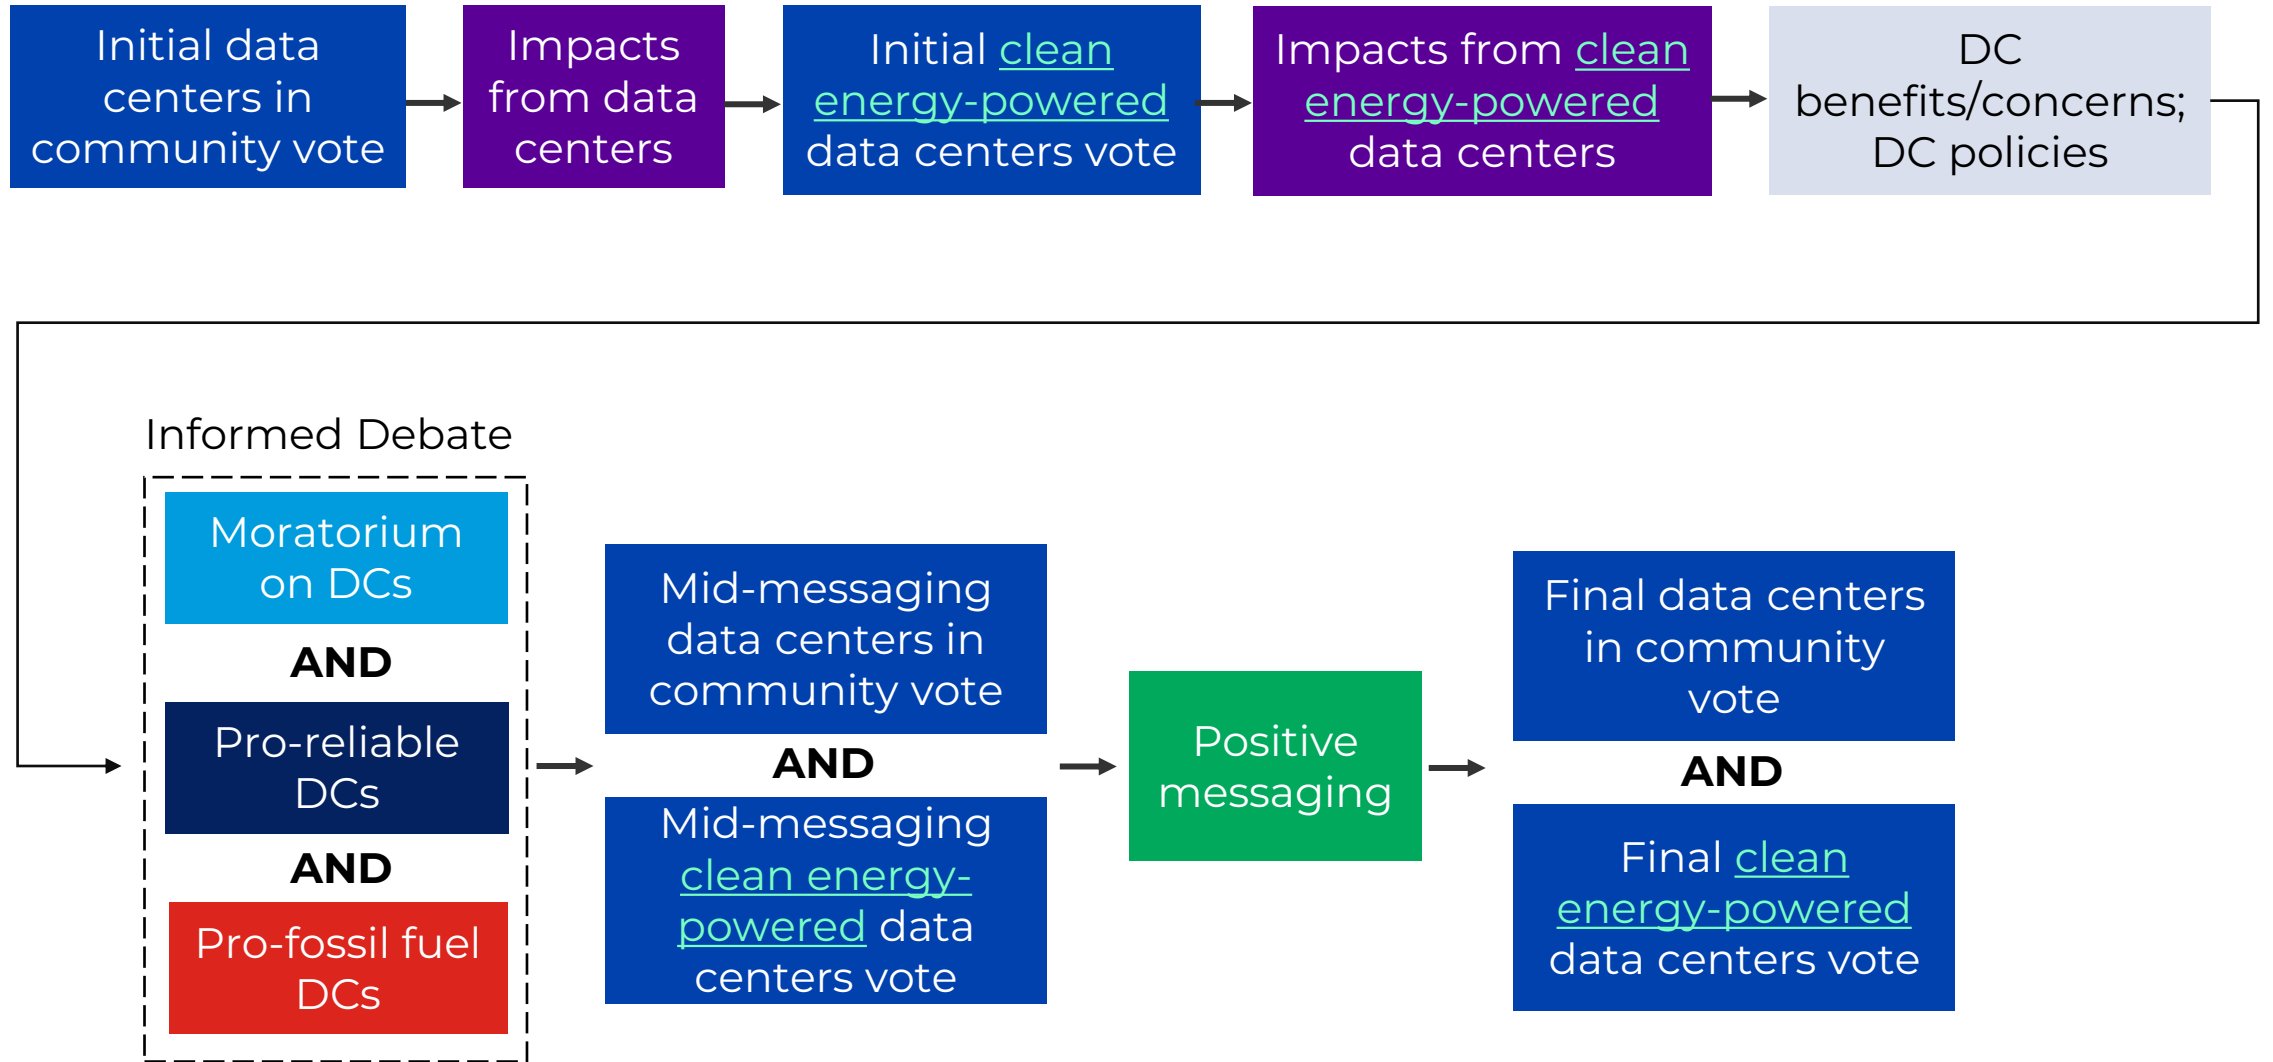 Initial data
centers in
community vote
Impacts
from data
centers
Initial clean
energy-powered
data centers vote
Impacts from clean
energy-powered
data centers
DC
benefits/concerns;
DC policies
Informed Debate
Moratorium
on DCs
AND
Pro-reliable
DCs
AND
Pro-fossil fuel
DCs
Mid-messaging
data centers in
community vote
AND
Mid-messaging
clean energy-
powered data
centers vote
Positive
messaging
Final data centers
in community
vote
AND
Final clean
energy-powered
data centers vote